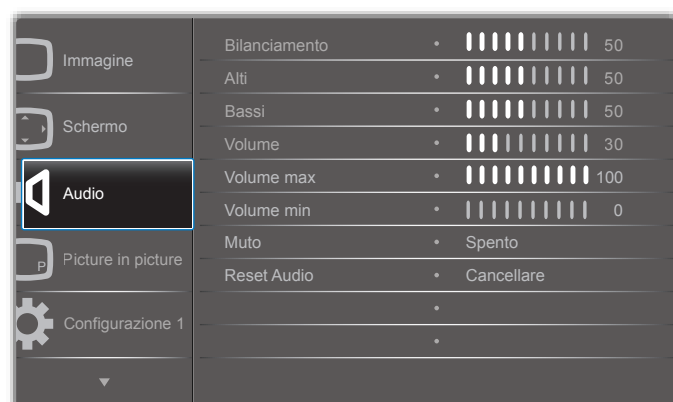 Immagine
Schermo
Audio
P
Picture in picture
Configurazione 1
Bilanciamento • 50
Alti • 50
Bassi • 50
Volume • 30
Volume max • 100
Volume min • 0
Muto • Spento
Reset Audio • Cancellare
•
•